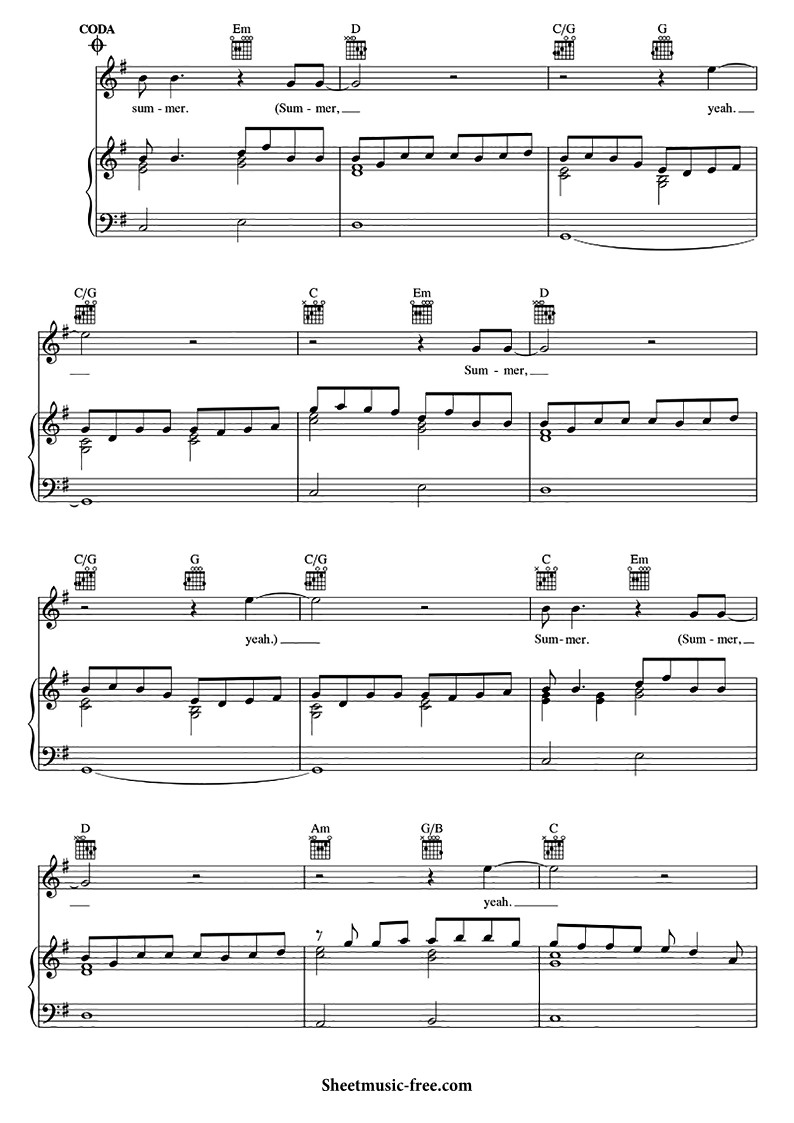 CODA
Em D C/G G
sum - mer. (Sum - mer, yeah.
C/G C Em D
Sum - mer,
C/G G C/G C Em
yeah.) Sum- mer. (Sum - mer,
D Am G/B C
yeah.
Sheetmusic-free.com